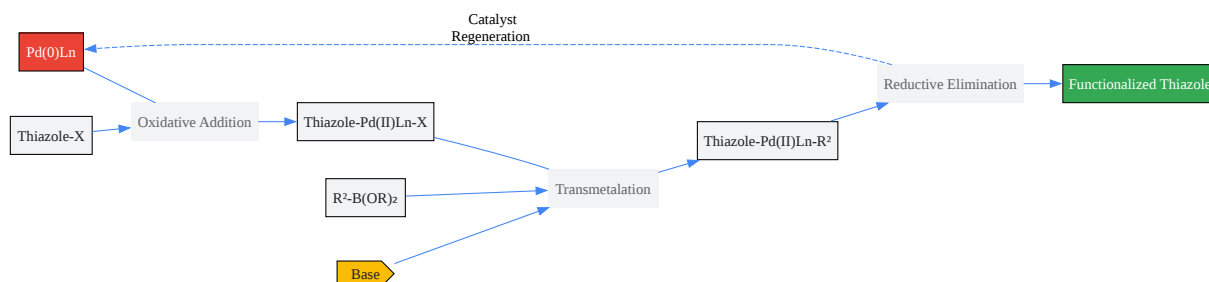 Catalyst
Regeneration
Pd(0)Ln
Thiazole-X
Oxidative Addition
Thiazole-Pd(II)Ln-X
R²-B(OR)₂
Base
Transmetalation
Thiazole-Pd(II)Ln-R²
Reductive Elimination
Functionalized Thiazole